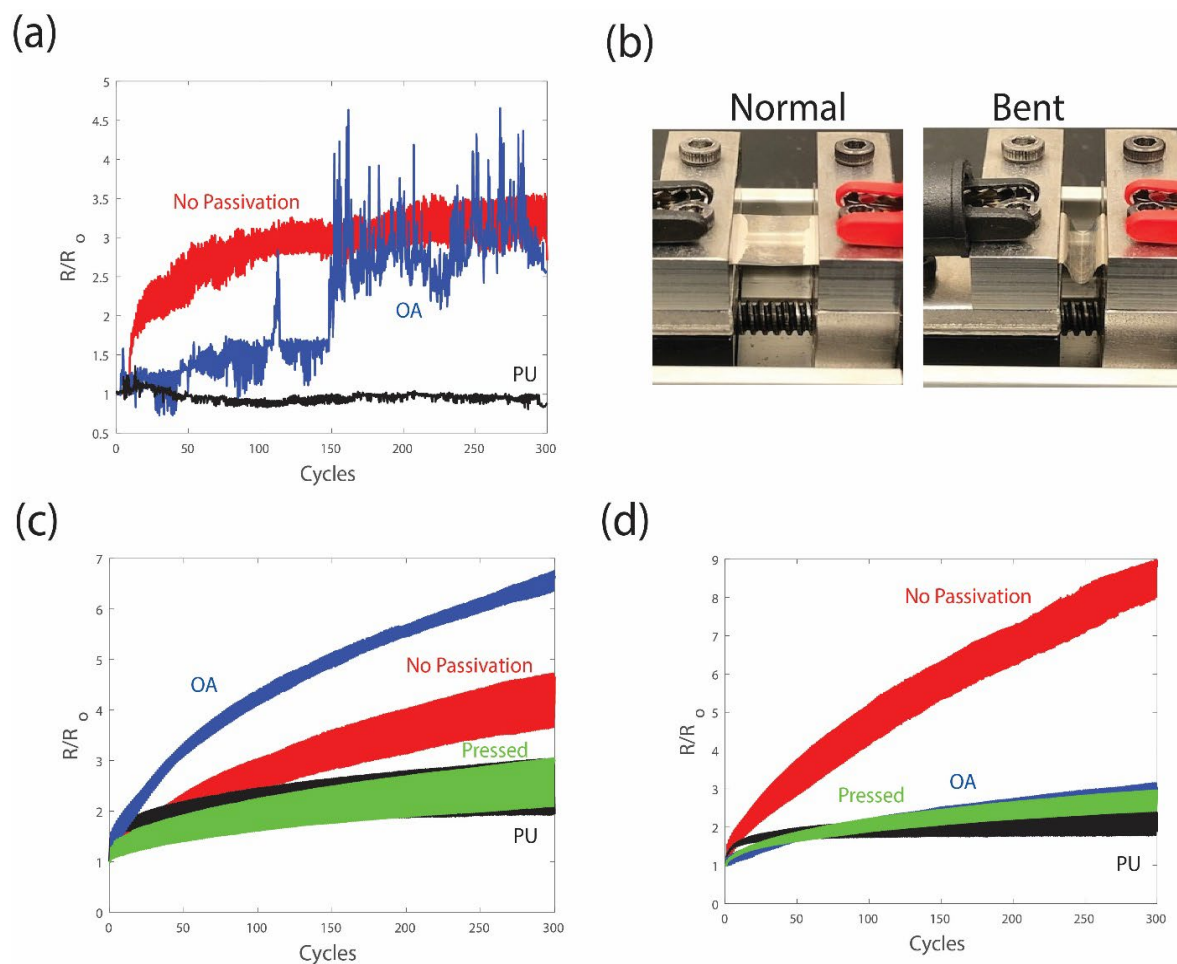 (a)
5
4.5
4
3.5
3
2.5
2
1.5
1
0.5
R/R o
No Passivation
OA
PU
0 50 100 150 200 250 300
Cycles
(b)
Normal Bent
(c)
7
6
5
4
3
2
1
0
R/R o
OA
No Passivation
Pressed
PU
0 50 100 150 200 250 300
Cycles
(d)
9
8
7
6
5
4
3
2
1
0
R/R o
No Passivation
OA
Pressed
PU
0 50 100 150 200 250 300
Cycles